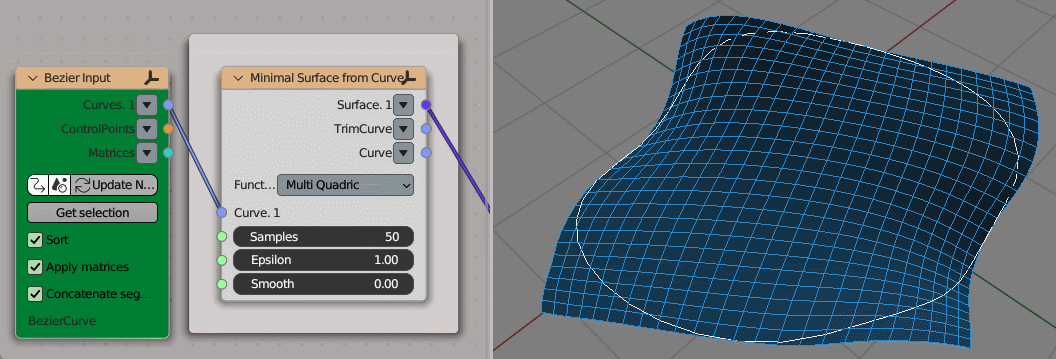 Bezier Input
Curves. 1
ControlPoints
Matrices
Update N...
Get selection
Sort
Apply matrices
Concatenate seg...
BezierCurve
Minimal Surface from Curve
Surface. 1
TrimCurve
Curve
Funct... Multi Quadric
Curve. 1
Samples 50
Epsilon 1.00
Smooth 0.00